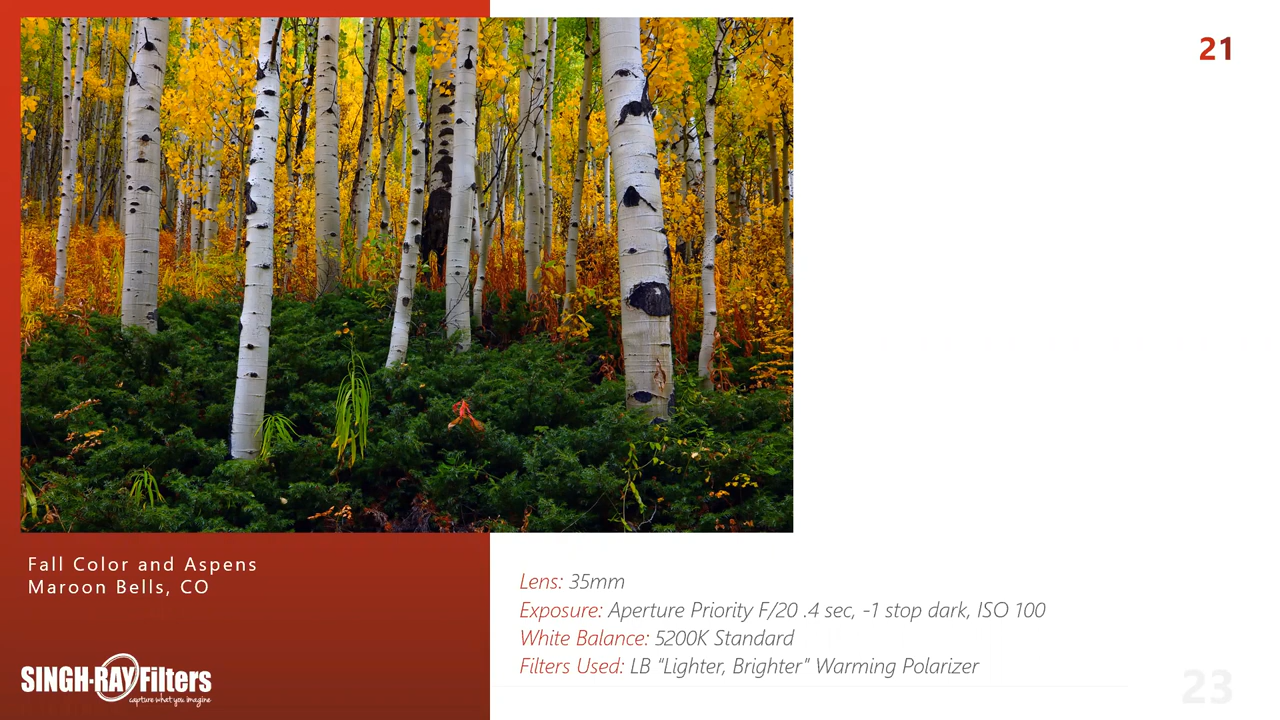 21
Fall Color and Aspens
Maroon Bells, CO
Lens: 35mm
Exposure: Aperture Priority F/20 .4 sec, -1 stop dark, ISO 100
White Balance: 5200K Standard
Filters Used: LB "Lighter, Brighter" Warming Polarizer
SINGH-RAY Filters
capture what you imagine
23